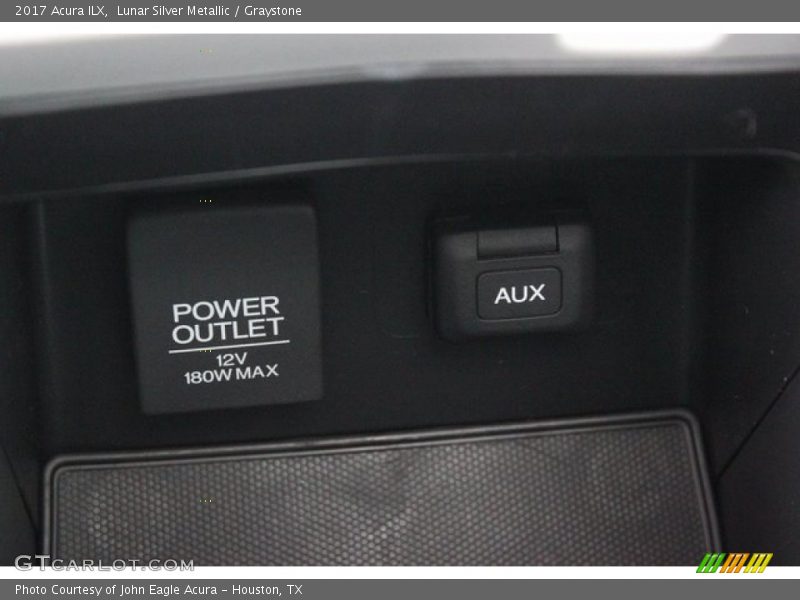 2017 Acura ILX,  Lunar Silver Metallic / Graystone
POWER
OUTLET
12V
180W MAX
AUX
GTCARLOT.COM
Photo Courtesy of John Eagle Acura - Houston, TX